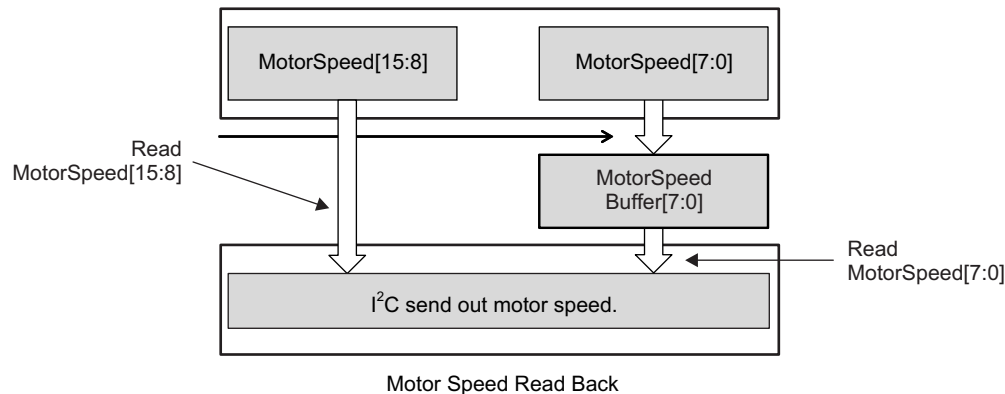 MotorSpeed[15:8]
MotorSpeed[7:0]
Read
MotorSpeed[15:8]
MotorSpeed
Buffer[7:0]
Read
MotorSpeed[7:0]
I²C send out motor speed.
Motor Speed Read Back